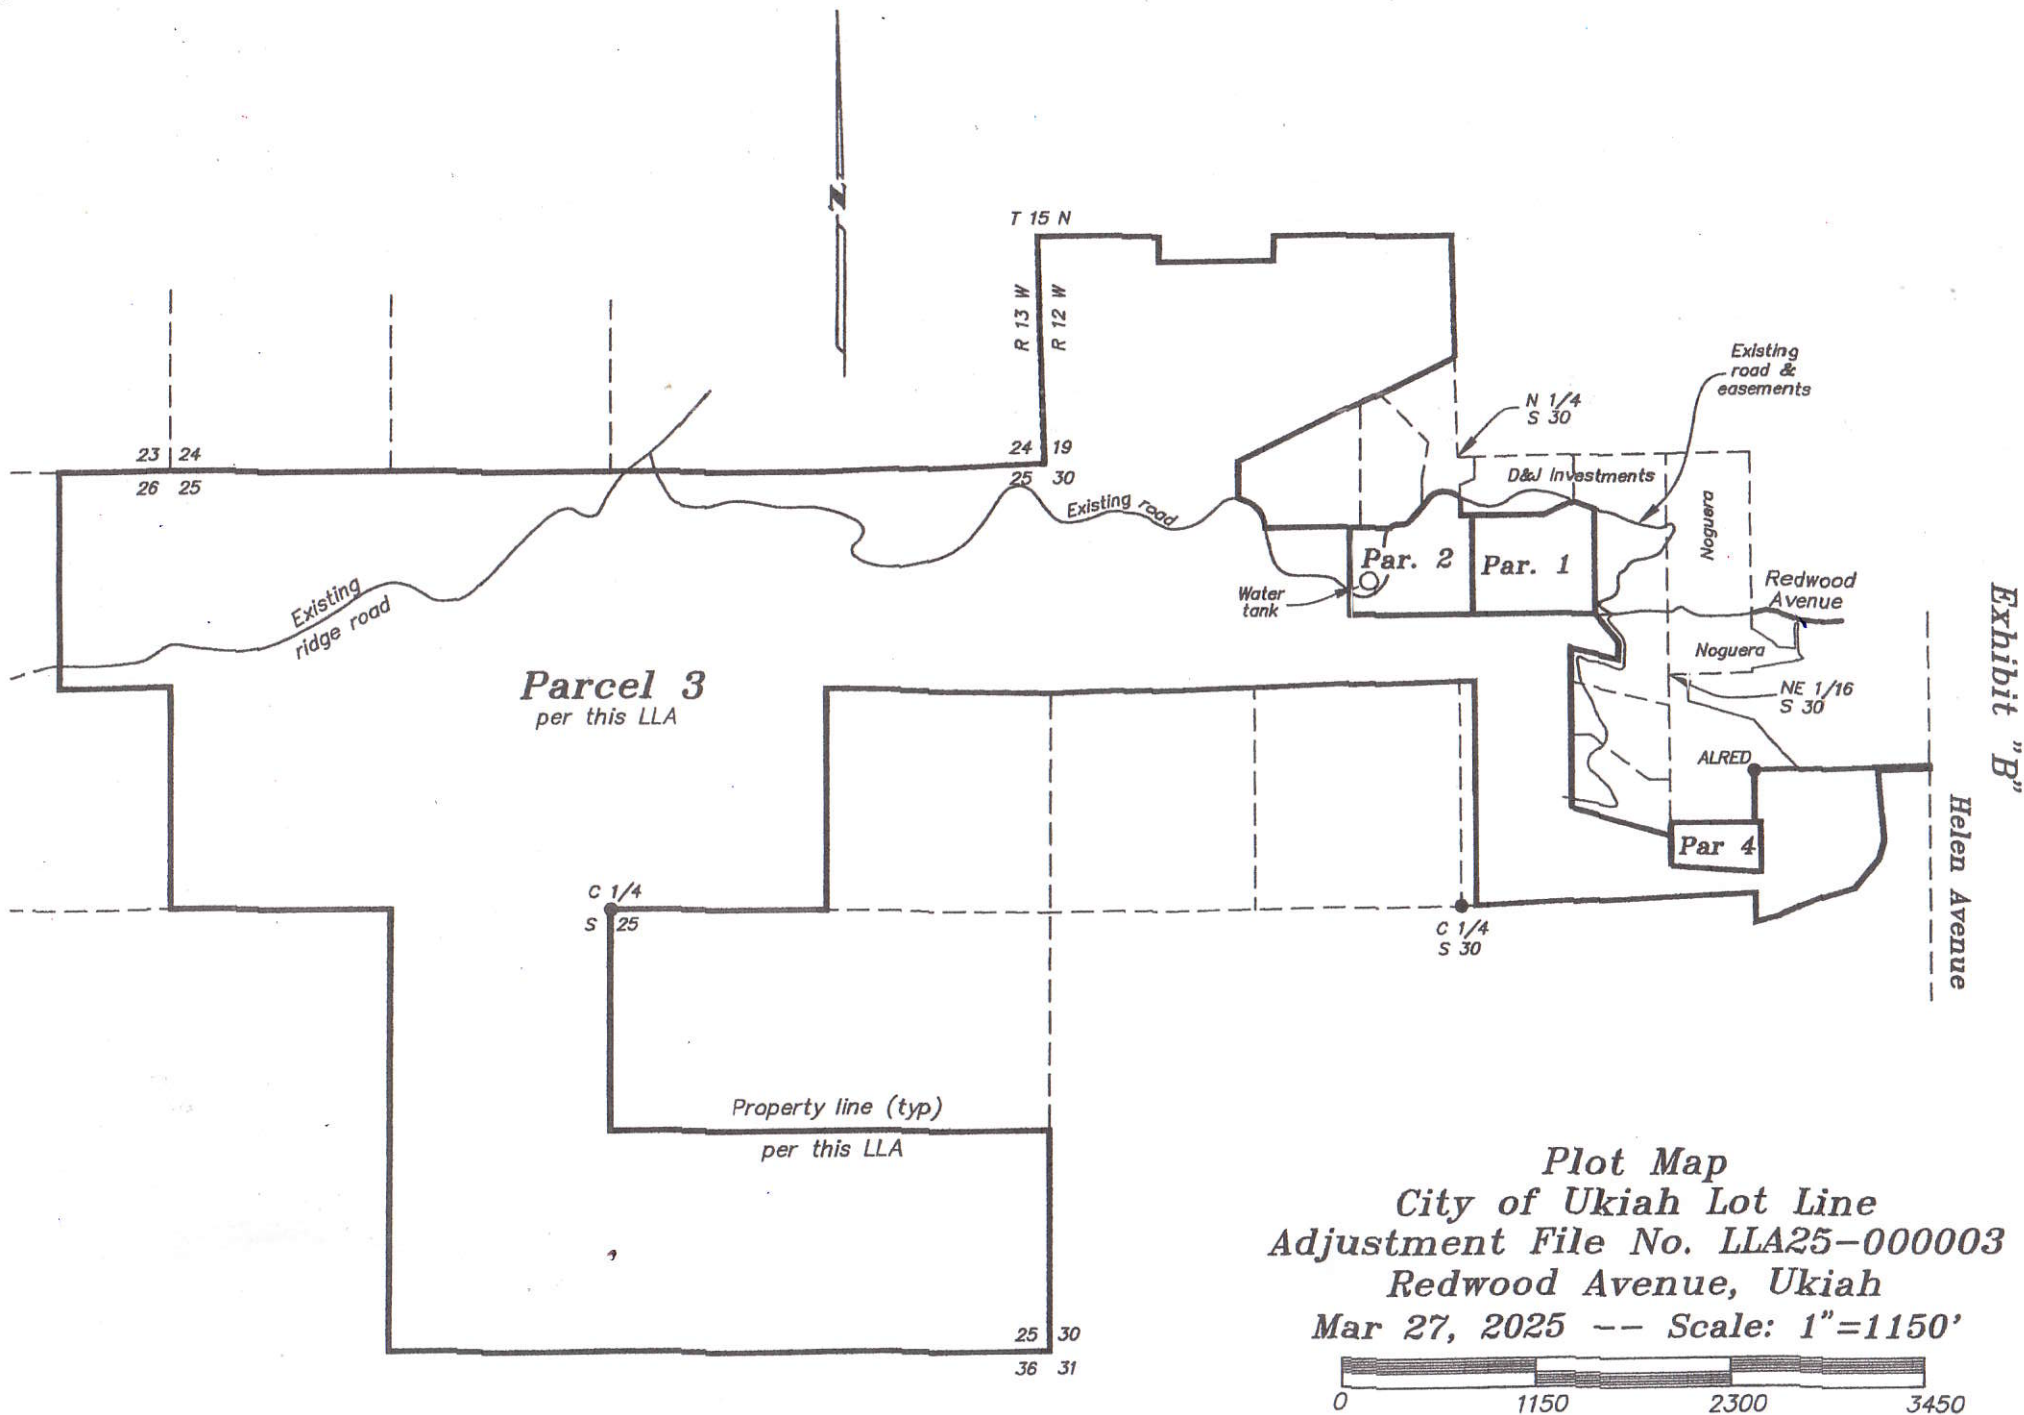 N
T 15 N
R 13 W
R 12 W
Existing
road &
easements
N 1/4
S 30
23 24
26 25
24 19
25 30
D&J Investments
Noguera
Existing road
Par. 2
Par. 1
Water
tank
Redwood
Avenue
Existing
ridge road
Noguera
Parcel 3
per this LLA
NE 1/16
S 30
ALRED
Par 4
Exhibit "B"
Helen Avenue
C 1/4
S 25
C 1/4
S 30
Property line (typ)
per this LLA
25 30
36 31
Plot Map
City of Ukiah Lot Line
Adjustment File No. LLA25-000003
Redwood Avenue, Ukiah
Mar 27, 2025 -- Scale: 1"=1150'
0 1150 2300 3450